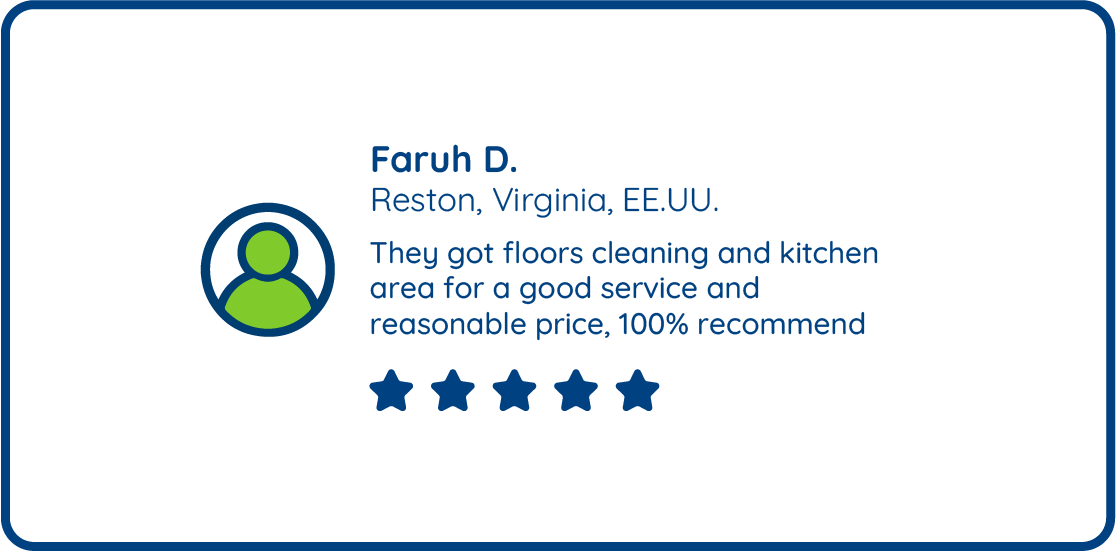 Faruh D.
Reston, Virginia, EE.UU.
They got floors cleaning and kitchen
area for a good service and
reasonable price, 100% recommend